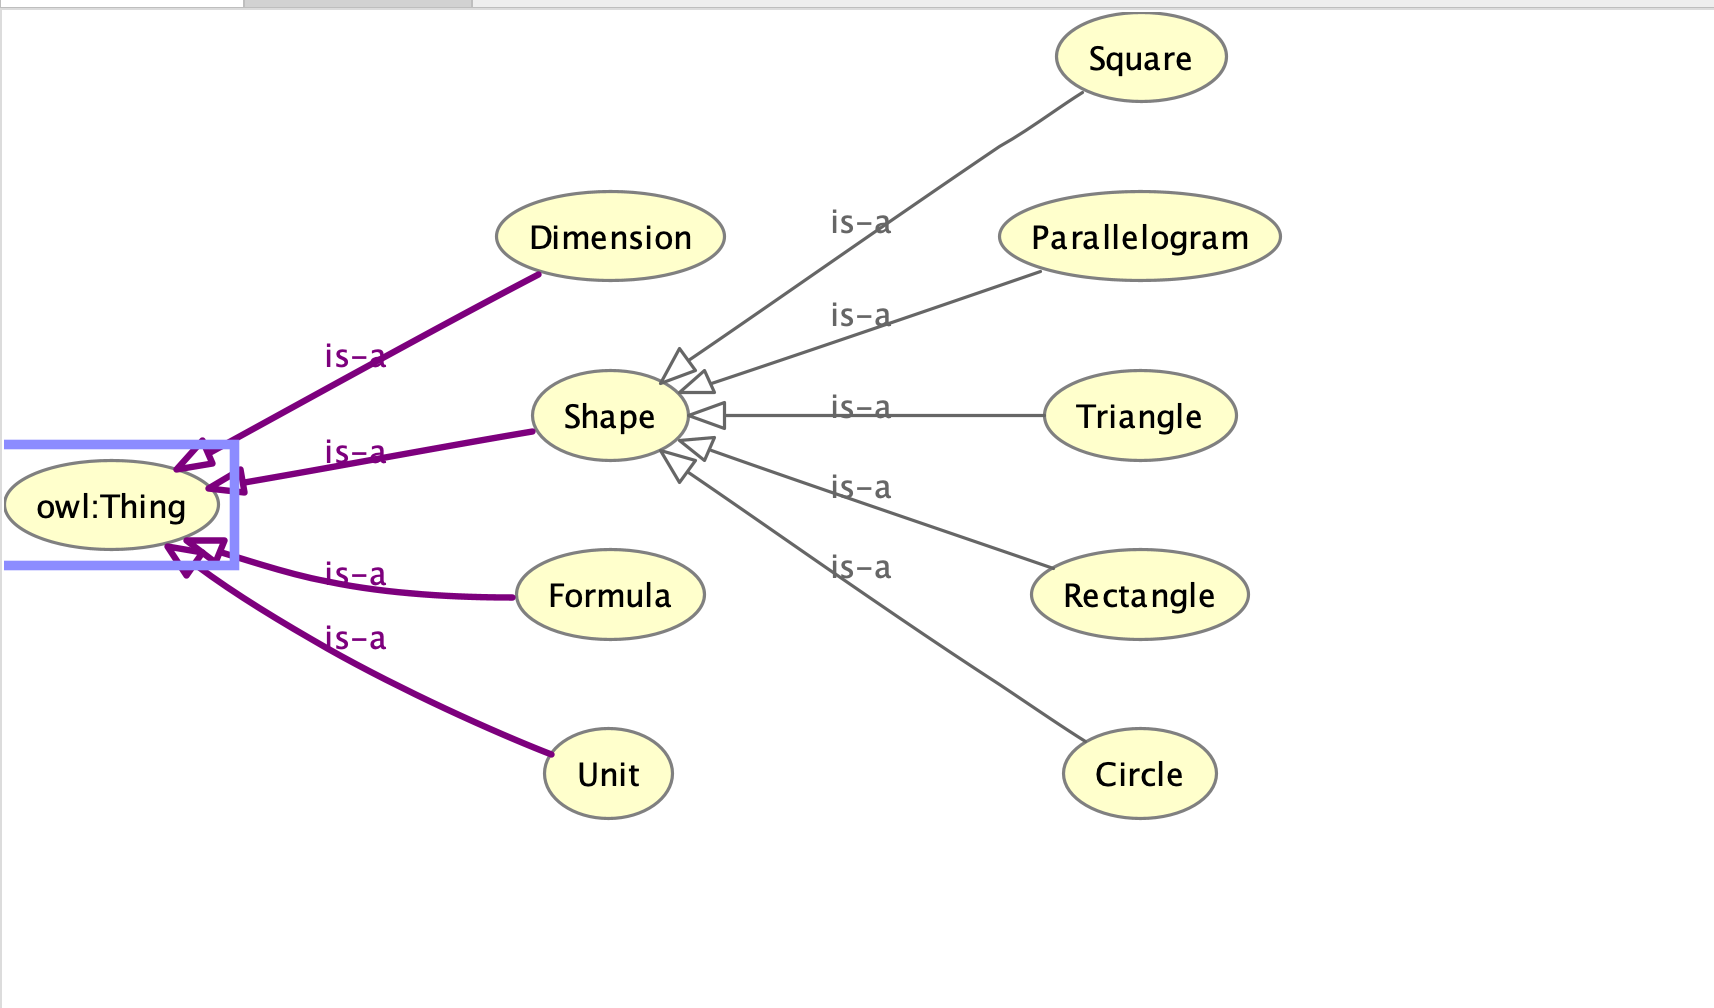 Square
is-a
Dimension
Parallelogram
is-a
is-a
Shape
is-a
Triangle
is-a
owl:Thing
is-a
is-a
Formula
is-a
Rectangle
is-a
Unit
Circle